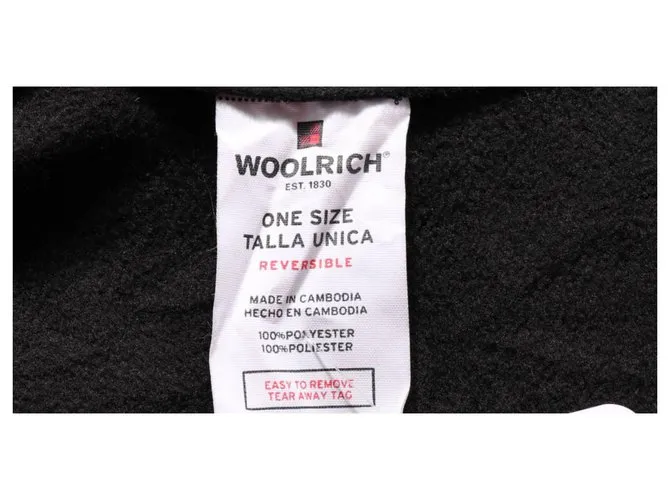 WOOLRICH®
EST. 1830
ONE SIZE
TALLA UNICA
REVERSIBLE
MADE IN CAMBODIA
HECHO EN CAMBODIA
100%POLYESTER
100%POLIESTER
EASY TO REMOVE
TEAR AWAY TAG